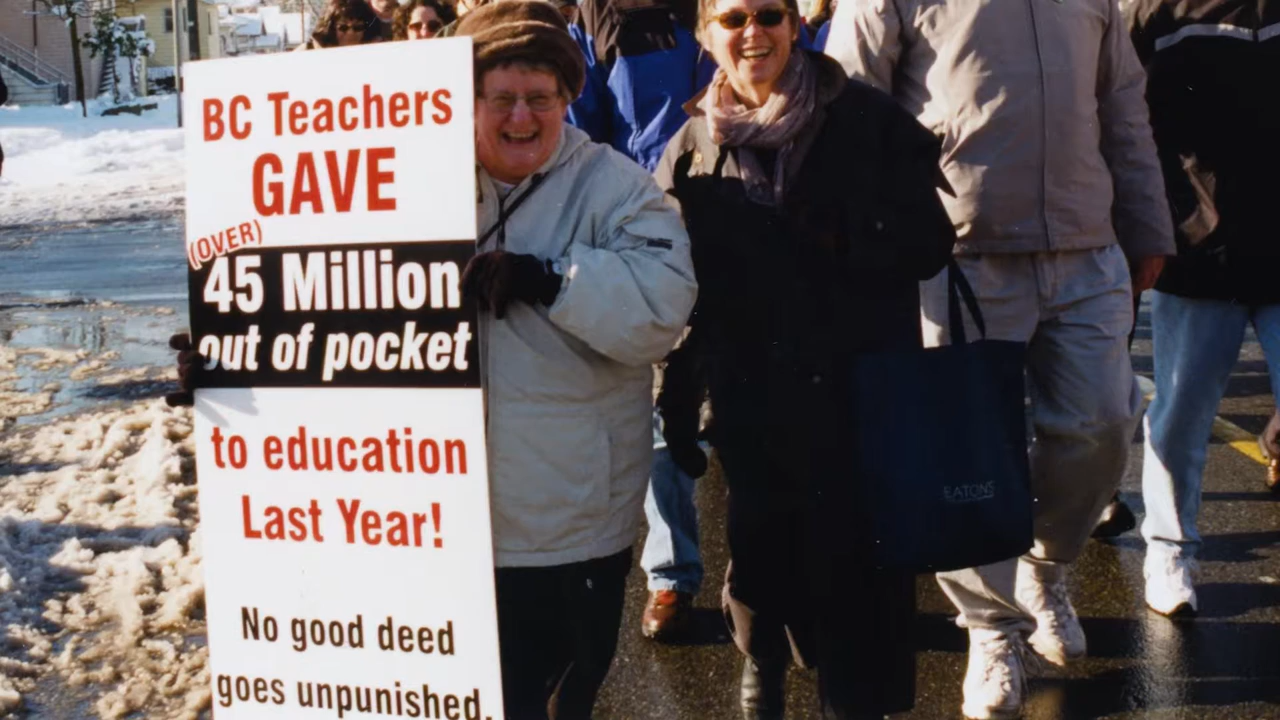 BC Teachers
GAVE
(OVER)
45 Million
out of pocket
to education
Last Year!
No good deed
goes unpunished.
EATONS